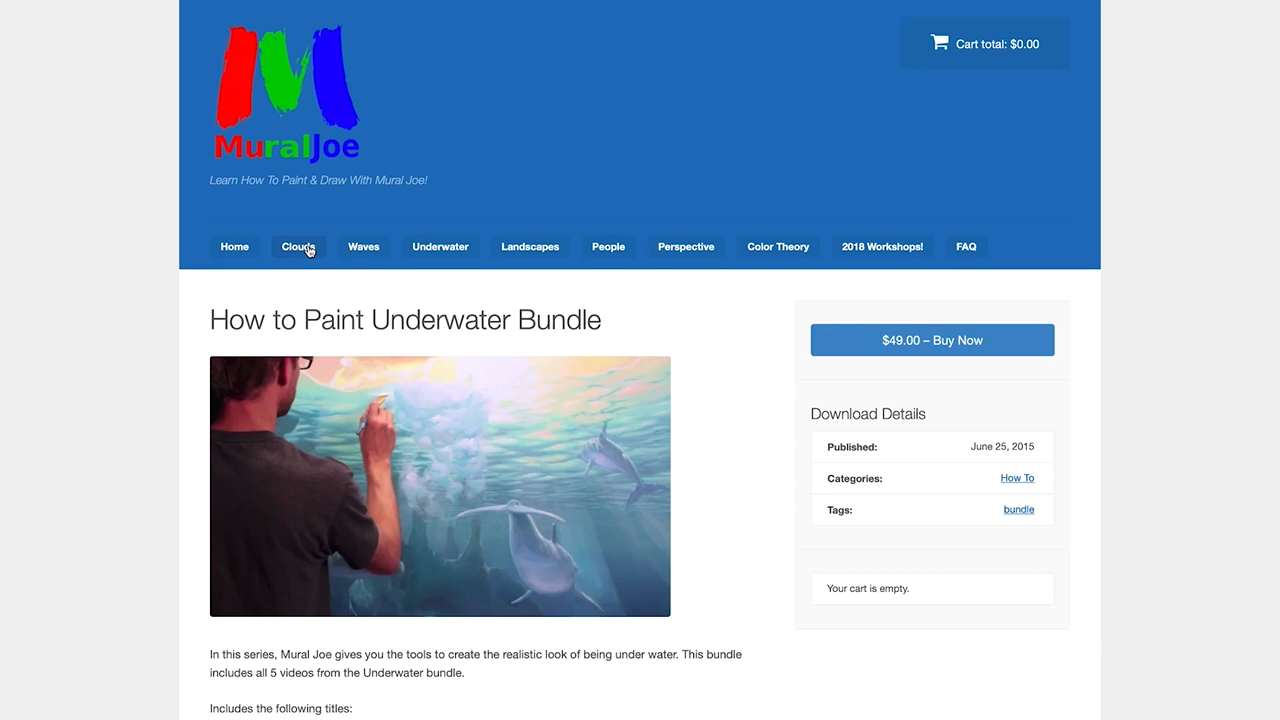 Cart total: $0.00
MuralJoe
Learn How To Paint & Draw With Mural Joe!
Home Clouds Waves Underwater Landscapes People Perspective Color Theory 2018 Workshops! FAQ
How to Paint Underwater Bundle
In this series, Mural Joe gives you the tools to create the realistic look of being under water. This bundle
includes all 5 videos from the Underwater bundle.
Includes the following titles:
$49.00 – Buy Now
Download Details
Published: June 25, 2015
Categories: How To
Tags: bundle
Your cart is empty.